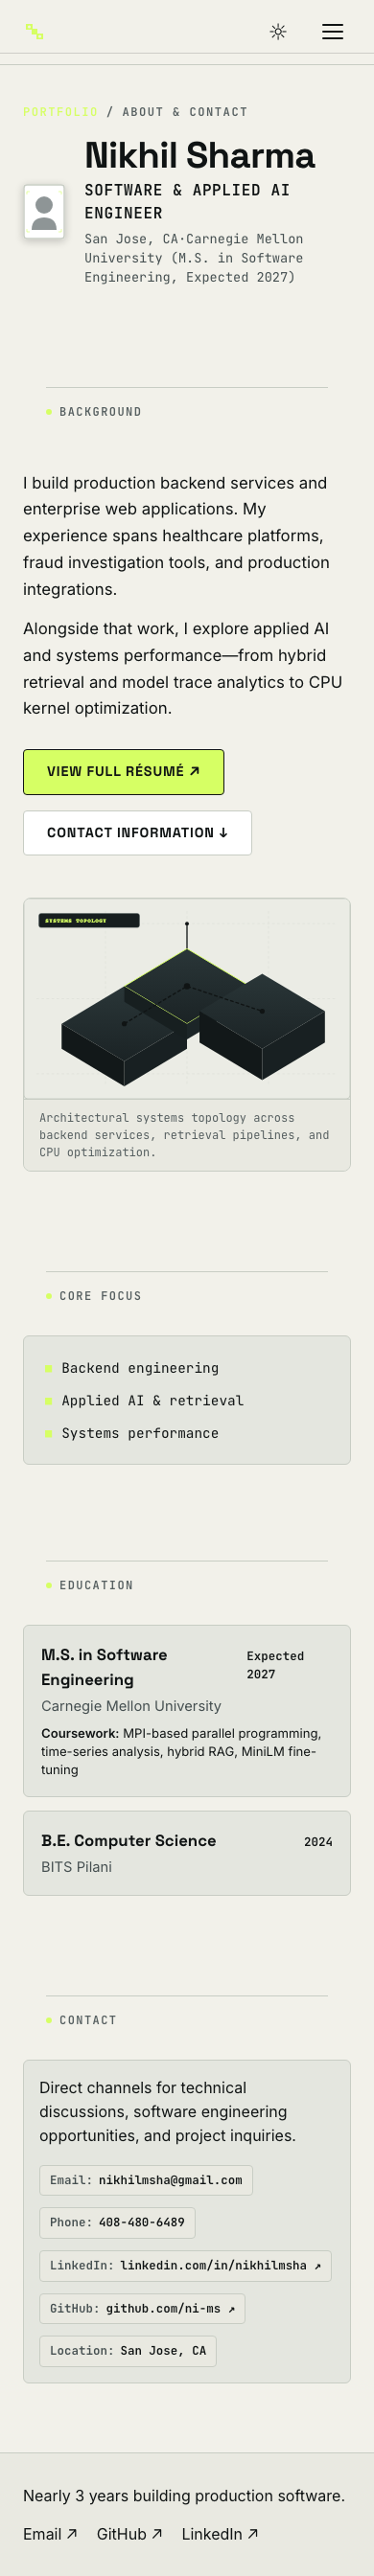 PORTFOLIO / ABOUT & CONTACT
Nikhil Sharma
SOFTWARE & APPLIED AI
ENGINEER
San Jose, CA·Carnegie Mellon
University (M.S. in Software
Engineering, Expected 2027)
BACKGROUND
I build production backend services and
enterprise web applications. My
experience spans healthcare platforms,
fraud investigation tools, and production
integrations.
Alongside that work, I explore applied AI
and systems performance—from hybrid
retrieval and model trace analytics to CPU
kernel optimization.
VIEW FULL RÉSUMÉ ↗
CONTACT INFORMATION ↓
SYSTEMS TOPOLOGY
Architectural systems topology across
backend services, retrieval pipelines, and
CPU optimization.
CORE FOCUS
Backend engineering
Applied AI & retrieval
Systems performance
EDUCATION
M.S. in Software
Engineering
Expected
2027
Carnegie Mellon University
Coursework: MPI-based parallel programming,
time-series analysis, hybrid RAG, MiniLM fine-
tuning
B.E. Computer Science 2024
BITS Pilani
CONTACT
Direct channels for technical
discussions, software engineering
opportunities, and project inquiries.
Email: nikhilmsha@gmail.com
Phone: 408-480-6489
LinkedIn: linkedin.com/in/nikhilmsha ↗
GitHub: github.com/ni-ms ↗
Location: San Jose, CA
Nearly 3 years building production software.
Email ↗ GitHub ↗ LinkedIn ↗